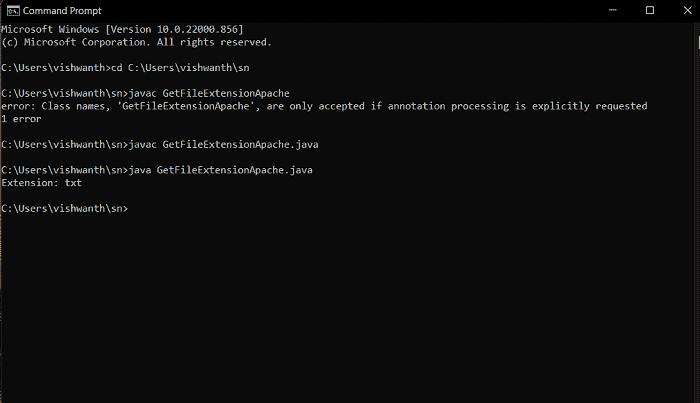 Command Prompt
Microsoft Windows [Version 10.0.22000.856]
(c) Microsoft Corporation. All rights reserved.
C:\Users\vishwanth>cd C:\Users\vishwanth\sn
C:\Users\vishwanth\sn>javac GetFileExtensionApache
error: Class names, 'GetFileExtensionApache', are only accepted if annotation processing is explicitly requested
1 error
C:\Users\vishwanth\sn>javac GetFileExtensionApache.java
C:\Users\vishwanth\sn>java GetFileExtensionApache.java
Extension: txt
C:\Users\vishwanth\sn>